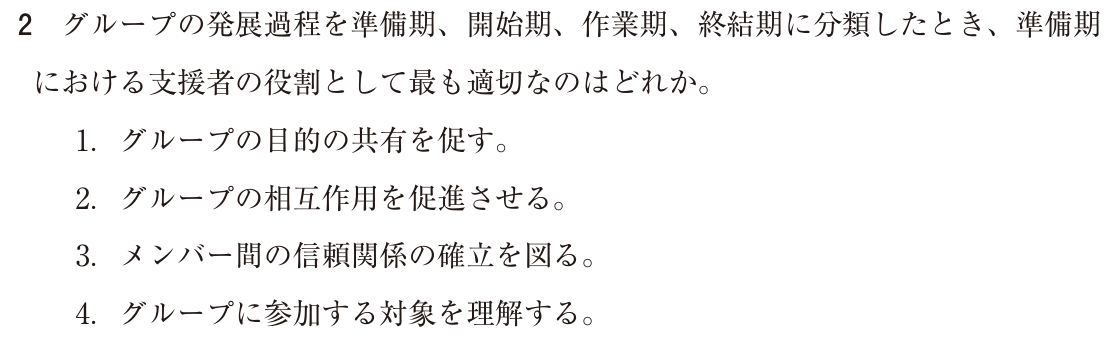 2　グループの発展過程を準備期、開始期、作業期、終結期に分類したとき、準備期
における支援者の役割として最も適切なのはどれか。
1. グループの目的の共有を促す。
2. グループの相互作用を促進させる。
3. メンバー間の信頼関係の確立を図る。
4. グループに参加する対象を理解する。